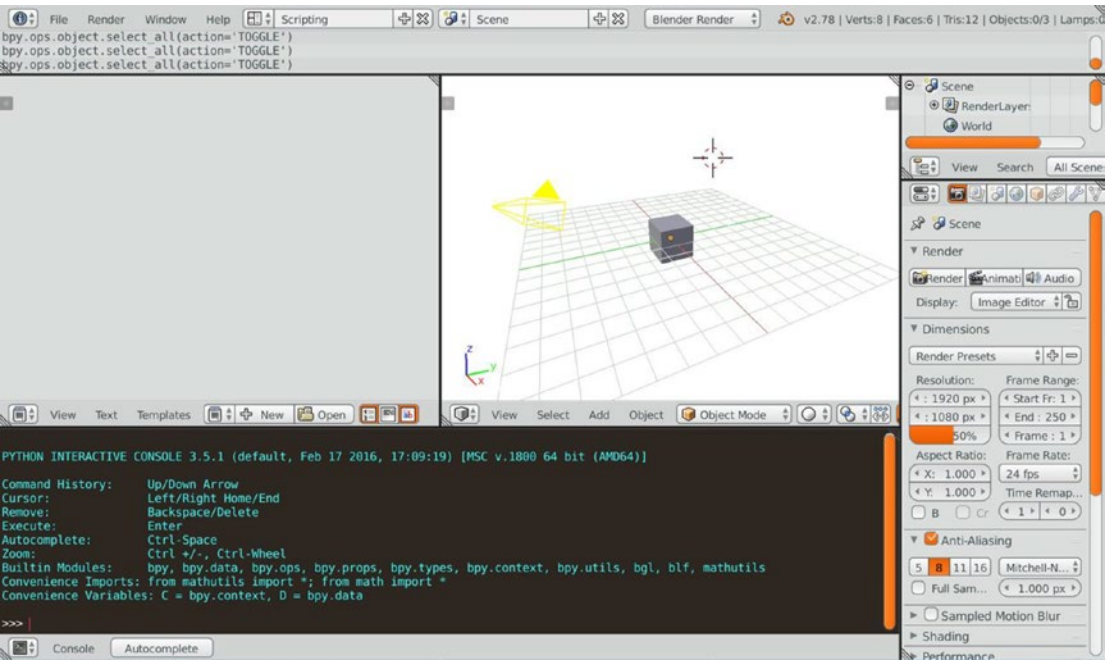 File Render Window Help Scripting Scene Blender Render v2.78 | Verts:8 | Faces:6 | Tris:12 | Objects:0/3 | Lamps:0
bpy.ops.object.select_all(action='TOGGLE')
bpy.ops.object.select_all(action='TOGGLE')
bpy.ops.object.select_all(action='TOGGLE')
z
y
x
View Text Templates New Open
View Select Add Object Object Mode
PYTHON INTERACTIVE CONSOLE 3.5.1 (default, Feb 17 2016, 17:09:19) [MSC v.1800 64 bit (AMD64)]
Command History: Up/Down Arrow
Cursor: Left/Right Home/End
Remove: Backspace/Delete
Execute: Enter
Autocomplete: Ctrl-Space
Zoom: Ctrl +/-, Ctrl-Wheel
Builtin Modules: bpy, bpy.data, bpy.ops, bpy.props, bpy.types, bpy.context, bpy.utils, bgl, blf, mathutils
Convenience Imports: from mathutils import *; from math import *
Convenience Variables: C = bpy.context, D = bpy.data
>>>
Console Autocomplete
Scene
RenderLayer
World
View Search All Scene
Scene
Render
Render Animati Audio
Display: Image Editor
Dimensions
Render Presets
Resolution: Frame Range:
: 1920 px Start Fr: 1
: 1080 px End : 250
50% Frame : 1
Aspect Ratio: Frame Rate:
X: 1.000 24 fps
Y: 1.000 Time Remap...
B Cr 1 0
Anti-Aliasing
5 8 11 16 Mitchell-N...
Full Sam... 1.000 px
Sampled Motion Blur
Shading
Performance